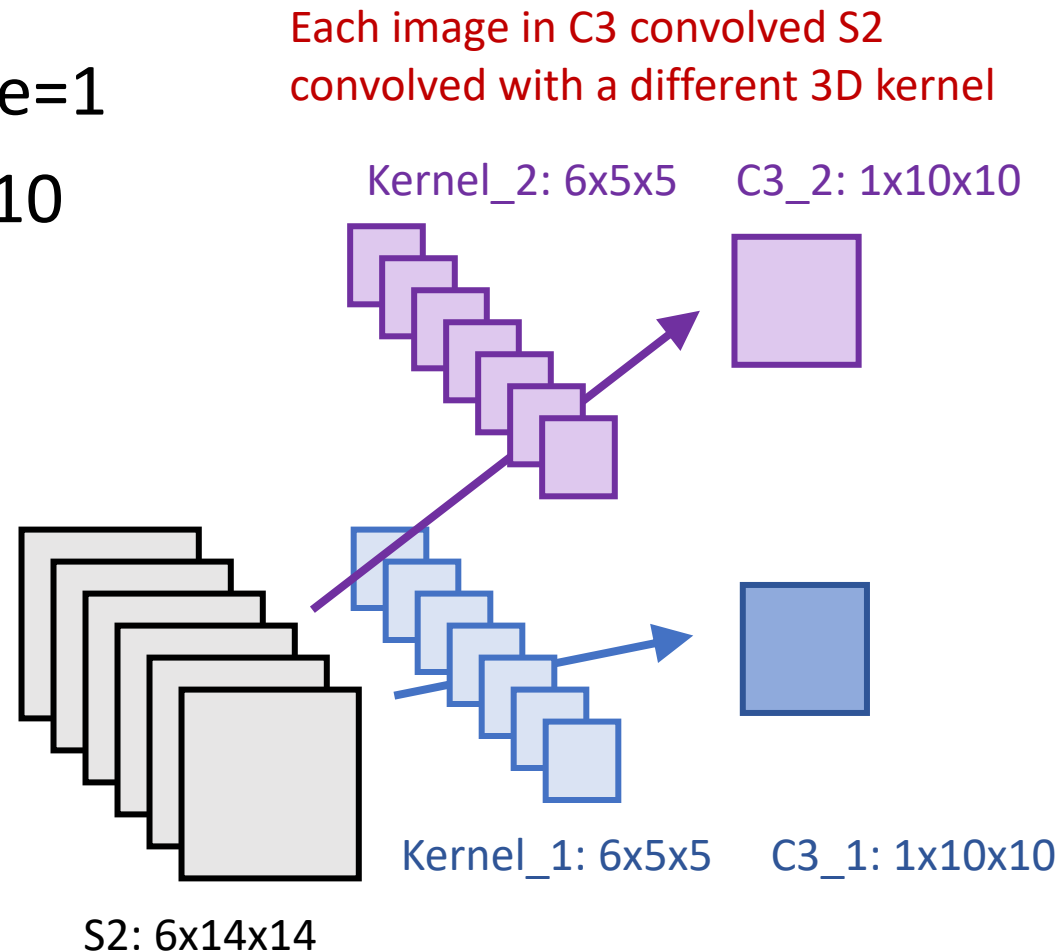 Each image in C3 convolved S2
convolved with a different 3D kernel
e=1
10
Kernel_2: 6x5x5
C3_2: 1x10x10
Kernel_1: 6x5x5
C3_1: 1x10x10
S2: 6x14x14